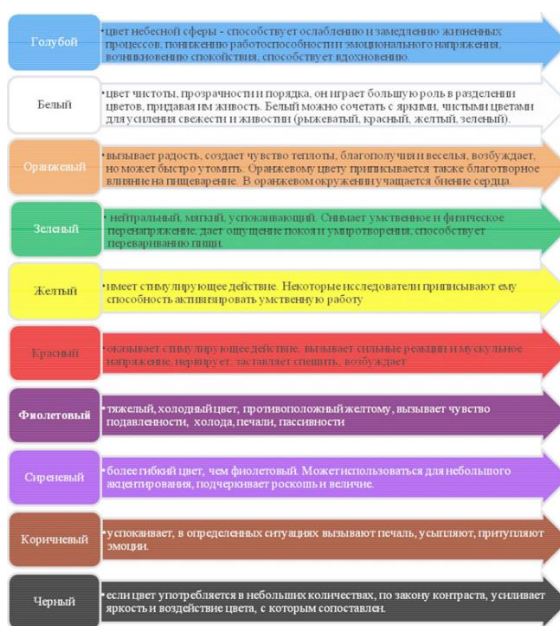 Голубой
•цвет небесной сферы - способствует ослаблению и замедлению жизненных
процессов, понижению работоспособности и эмоционального напряжения,
возникновению спокойствия, способствует вдохновению.
Белый
•цвет чистоты, прозрачности и порядка, он играет большую роль в разделении
цветов, придавая им живость. Белый можно сочетать с яркими, чистыми цветами
для усиления свежести и живости (рыжеватый, красный, желтый, зеленый).
Оранжевый
•вызывает радость, создает чувство теплоты, благополучия и веселья, возбуждает,
но может быстро утомить. Оранжевому цвету приписывается также благотворное
влияние на пищеварение. В оранжевом окружении учащается биение сердца.
Зеленый
• нейтральный, мягкий, успокаивающий. Снимает умственное и физическое
перенапряжение, дает ощущение покоя и умиротворения, способствует
перевариванию пищи.
Желтый
•имеет стимулирующее действие. Некоторые исследователи приписывают ему
способность активизировать умственную работу
Красный
•оказывает стимулирующее действие, вызывает сильные реакции и мускульное
напряжение, нервирует, заставляет спешить, возбуждает
Фиолетовый
•тяжелый, холодный цвет, противоположный желтому, вызывает чувство
подавленности, холода, печали, пассивности
Сиреневый
•более гибкий цвет, чем фиолетовый. Может использоваться для небольшого
акцентирования, подчеркивает роскошь и величие.
Коричневый
•успокаивает, в определенных ситуациях вызывают печаль, усыпляют, притупляют
эмоции.
Черный
•если цвет употребляется в небольших количествах, по закону контраста, усиливает
яркость и воздействие цвета, с которым сопоставлен.